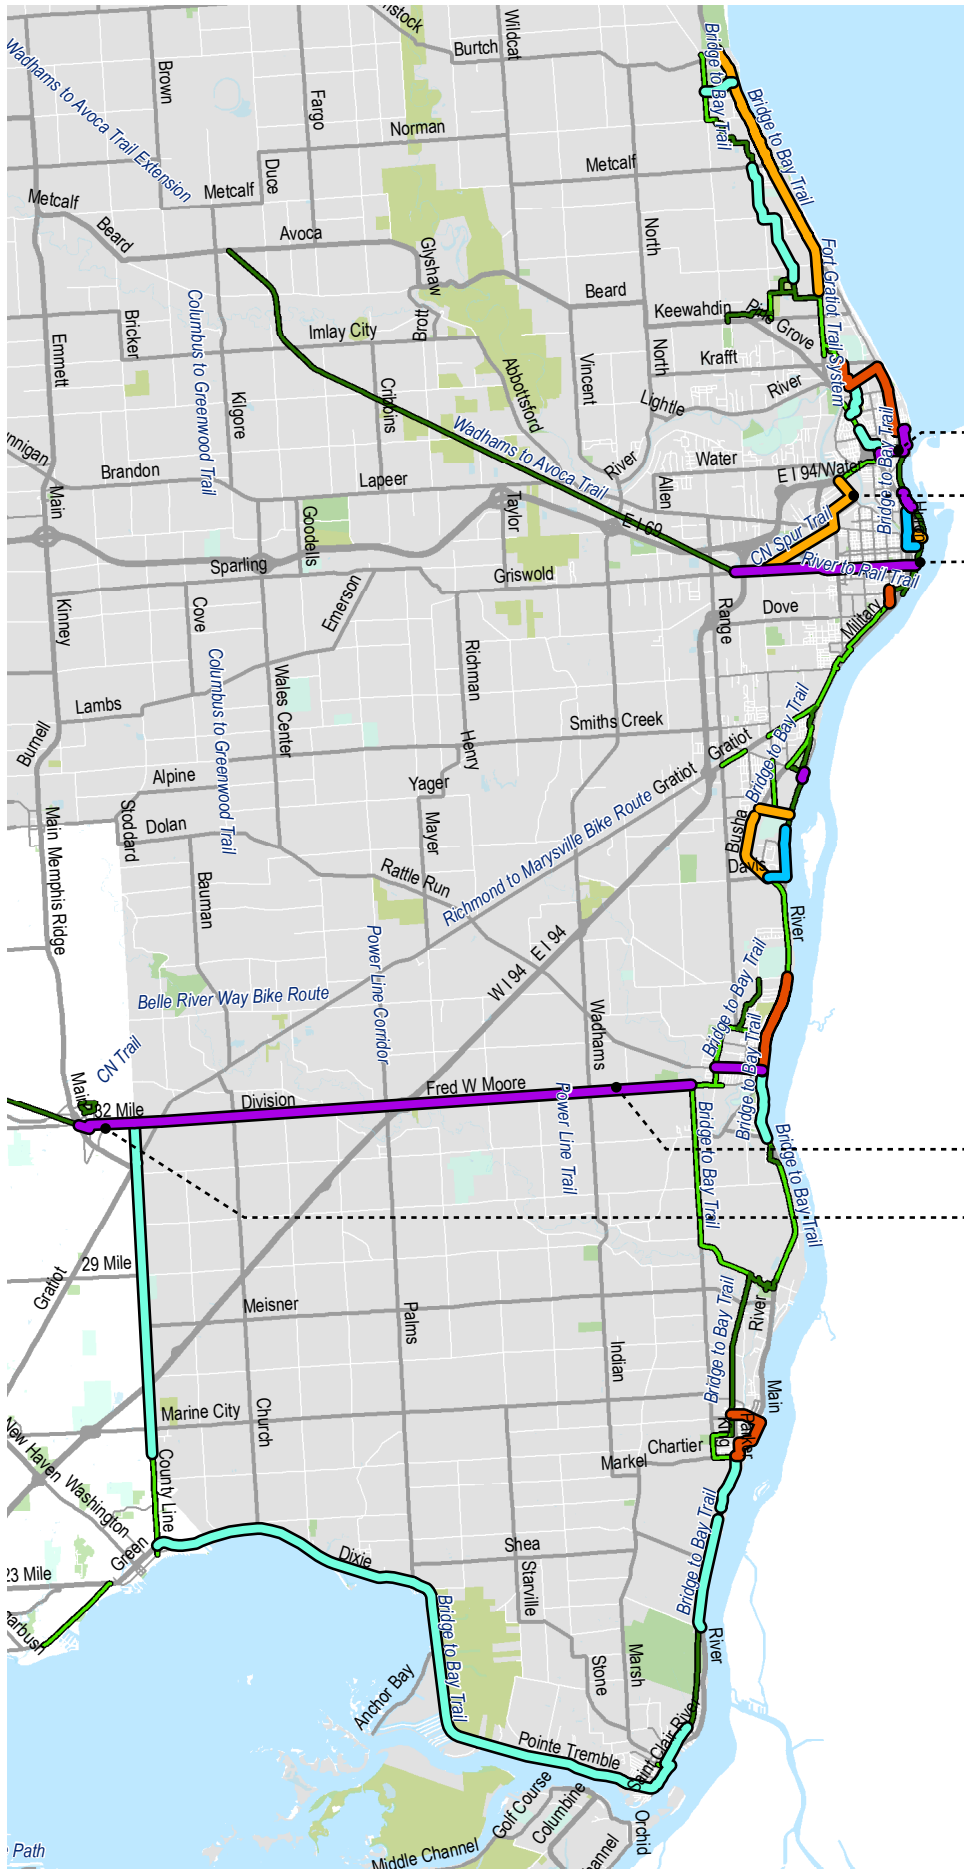 Wildcat
Burtch
Brown
Wadhams to Avoca Trail Extension
Fargo
Norman
Bridge to Bay Trail
Bridge to Bay Trail
Metcalf
Duce
Metcalf
Metcalf
Beard
Avoca
Glyshaw
North
Fort Gratiot Trail System
Beard
Keewahdin
Pine Grove
Columbus to Greenwood Trail
Bricker
Imlay City
Brott
Emmett
Abbottsford
Vincent
North
Krafft
River
Kilgore
Cribbins
Lightle
Wadhams to Avoca Trail
Bridge to Bay Trail
Brandon
Lapeer
River
Water
E I 94/Water
Allen
Main
Goodells
Taylor
E I 69
CN Spur Trail
Sparling
Griswold
River to Rail Trail
Kinney
Cove
Emerson
Range
Dove
Military
Columbus to Greenwood Trail
Wales Center
Richman
Lambs
Smiths Creek
Burnell
Henry
Gratiot
Bridge to Bay Trail
Alpine
Yager
Gratiot
Stoddard
Dolan
Mayer
Busha
Davis
Main
Memphis Ridge
Bauman
Rattle Run
Richmond to Marysville Bike Route
River
Power Line Corridor
W I 94
E I 94
Bridge to Bay Trail
Belle River Way Bike Route
Wadhams
CN Trail
Bridge to Bay Trail
Main
32 Mile
Division
Fred W Moore
Power Line Trail
Bridge to Bay Trail
Bridge to Bay Trail
29 Mile
Gratiot
Meisner
Palms
Bridge to Bay Trail
River
Indian
Main
Marine City
Church
King
Parker
Chartier
Markel
New Haven
Washington
County Line
Bridge to Bay Trail
Green
Dixie
Shea
23 Mile
Starville
Bridge to Bay Trail
River
Stone
Marsh
Anchor Bay
Pointe Tremble
Saint Clair River
Golf Course
Columbine
Orchid
Middle Channel
Path